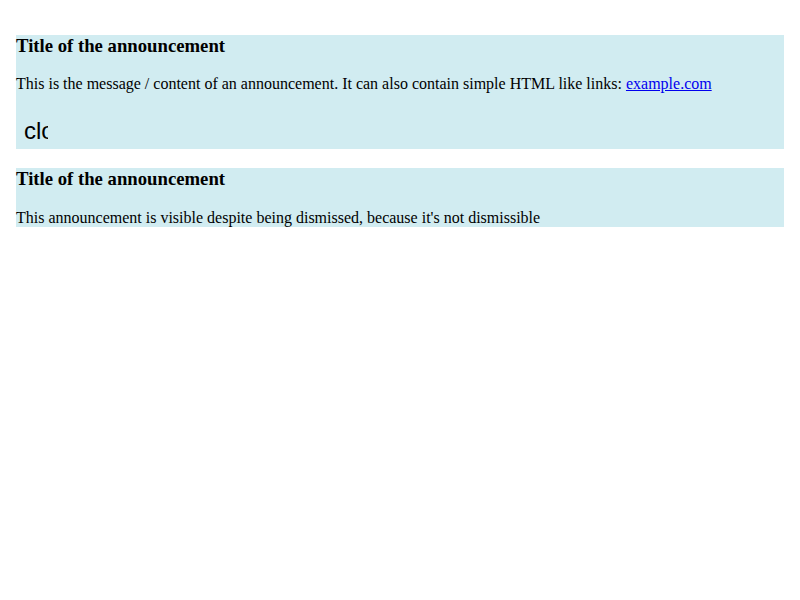 Title of the announcement
This is the message / content of an announcement. It can also contain simple HTML like links: example.com
clo
Title of the announcement
This announcement is visible despite being dismissed, because it's not dismissible